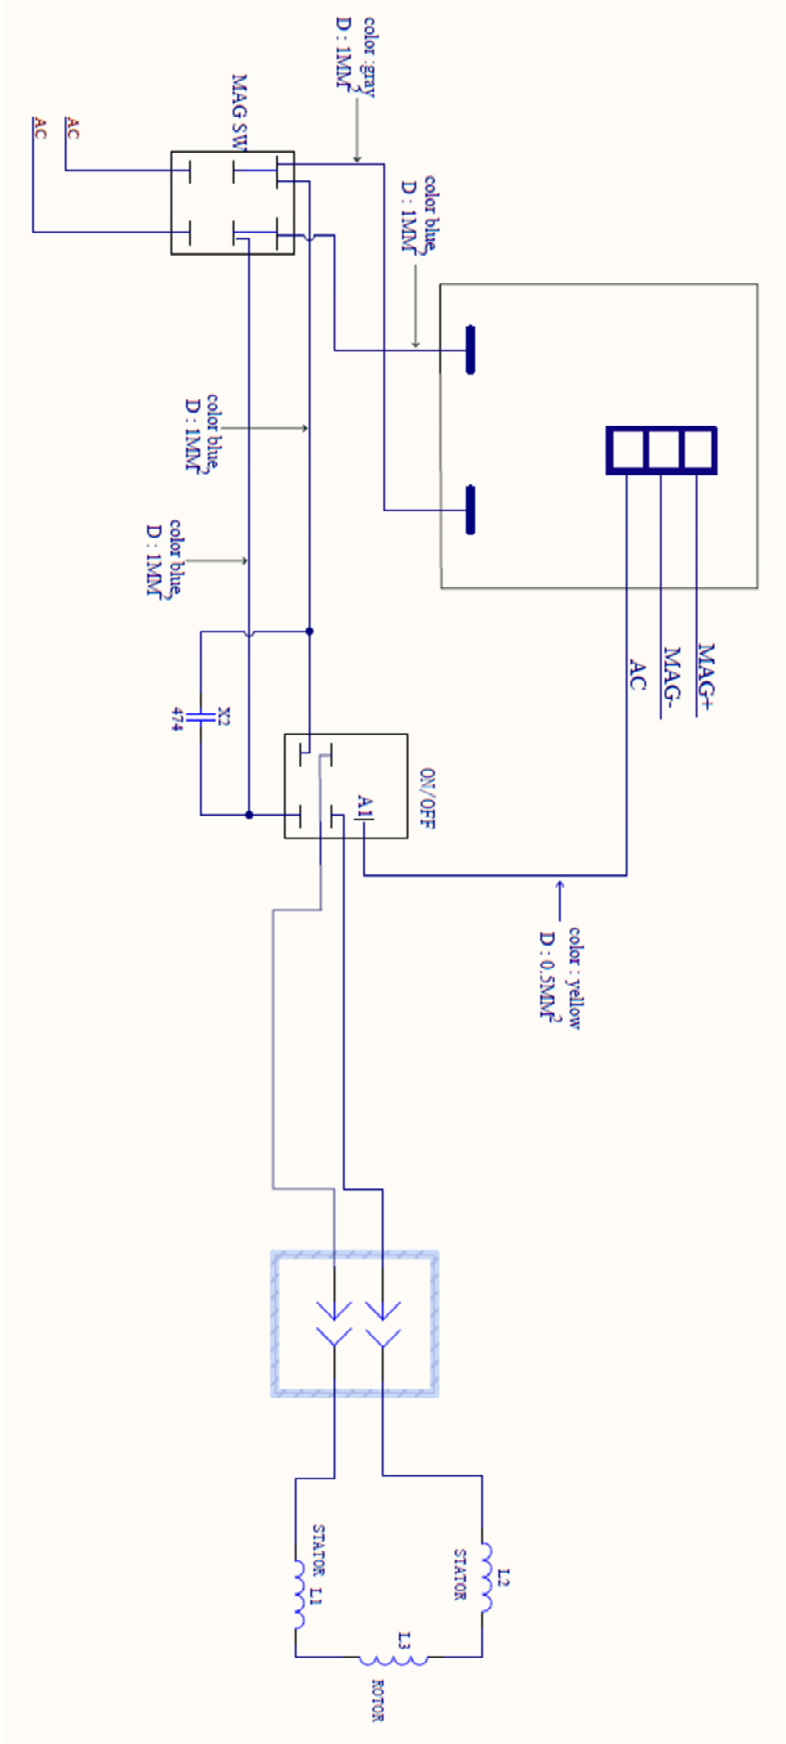 MAG+
MAG-
AC
color : yellow
D : 0.5MM²
L2
STATOR
color blue,
D : 1MM²
ON/OFF
L3
ROTOR
color :gray
D : 1MM²
A1
STATOR L1
MAG SW
X2
474
color blue,
D : 1MM²
color blue,
D : 1MM²
AC
AC